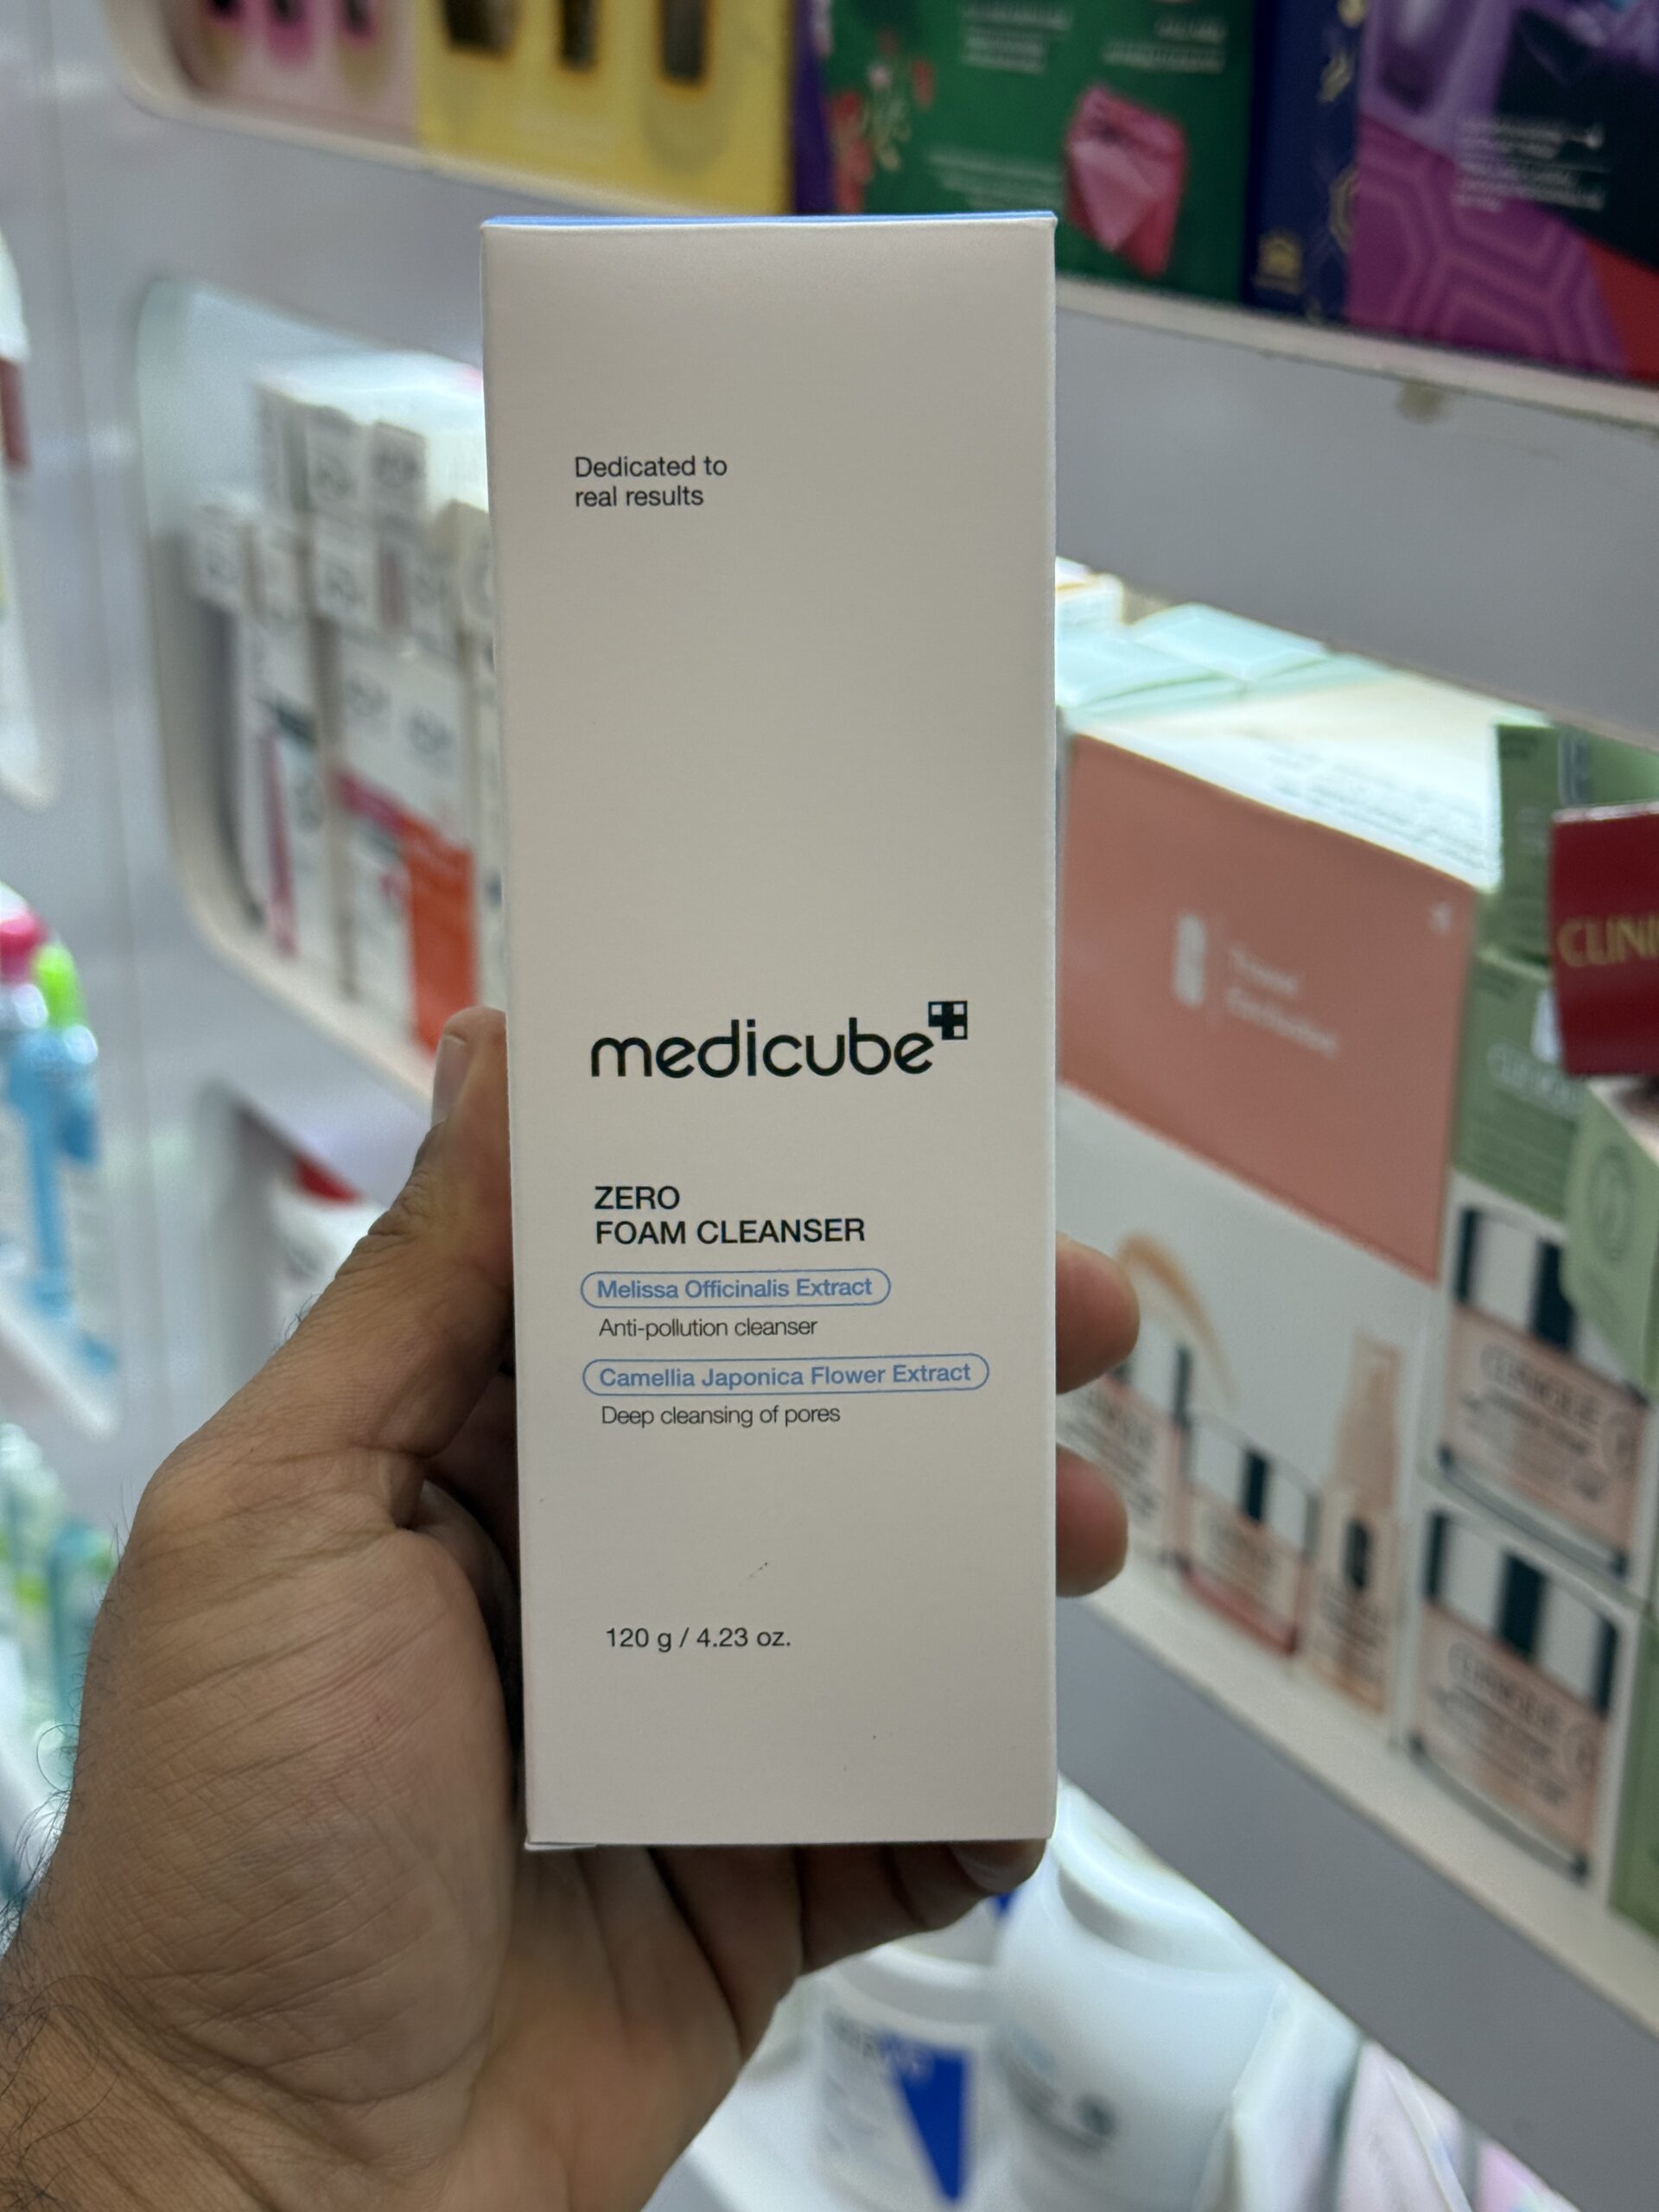 Dedicated to
real results
medicube
ZERO
FOAM CLEANSER
Melissa Officinalis Extract
Anti-pollution cleanser
Camellia Japonica Flower Extract
Deep cleansing of pores
120 g / 4.23 oz.
CLINI